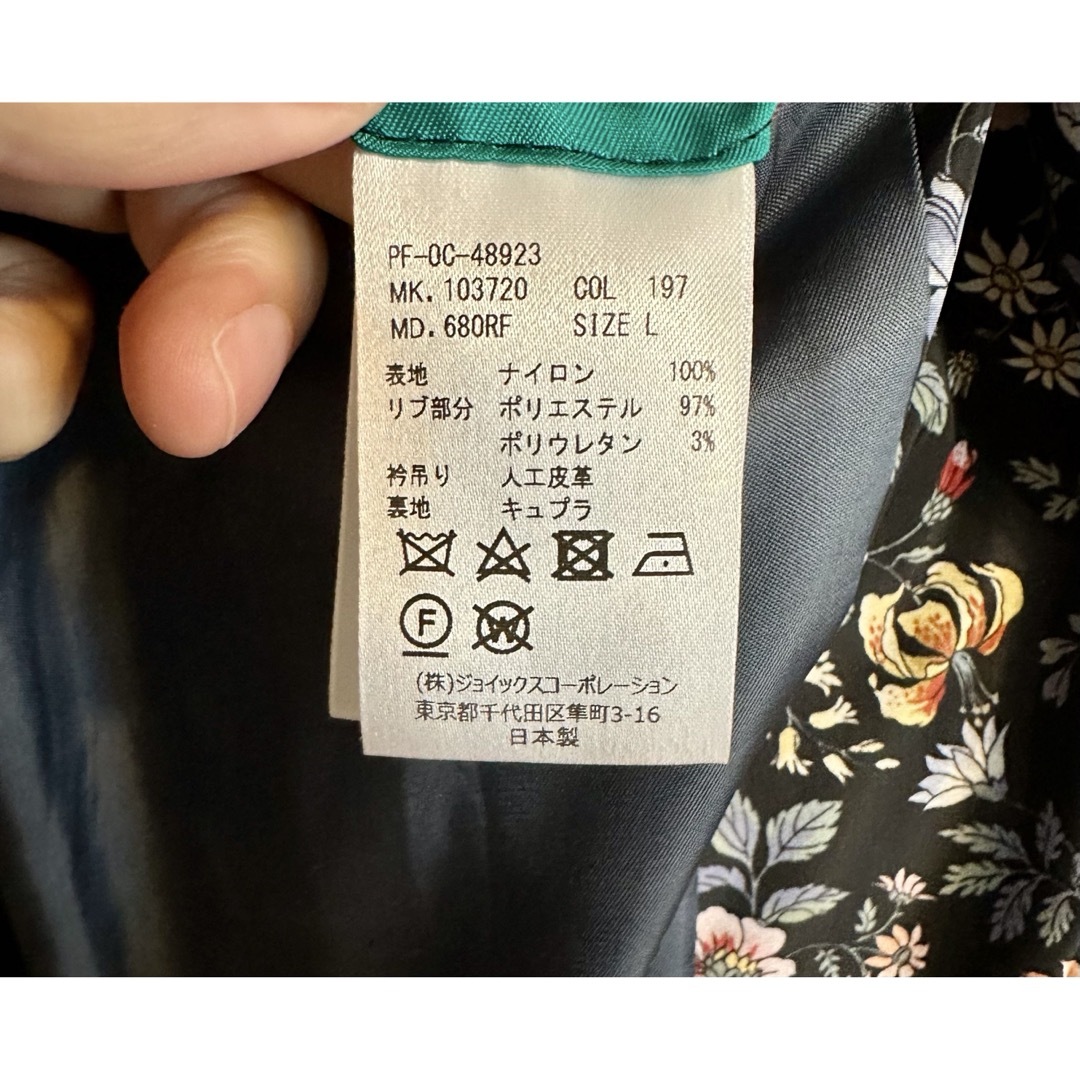 PF-OC-48923
MK.103720 COL 197
MD.680RF SIZE L
表地 ナイロン 100%
リブ部分 ポリエステル 97%
ポリウレタン 3%
衿吊り 人工皮革
裏地 キュプラ
F W
(株)ジョイックスコーポレーション
東京都千代田区隼町3-16
日本製